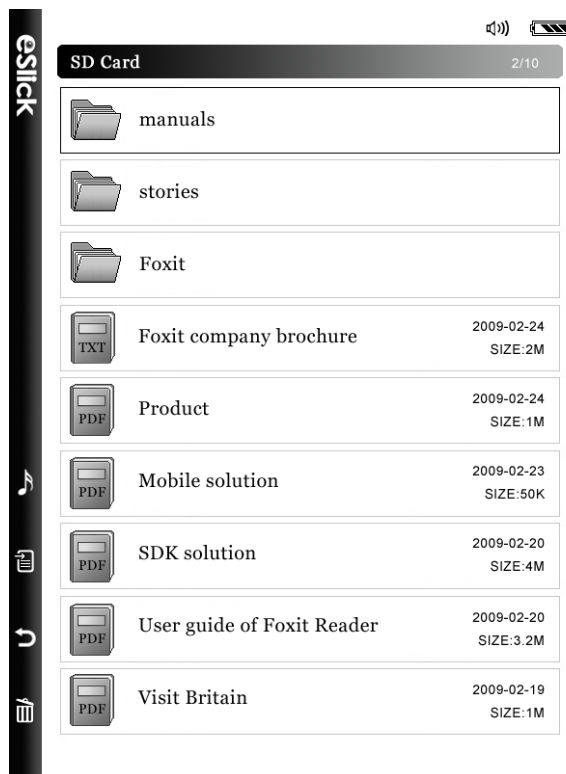 eSlick
SD Card 2/10
manuals
stories
Foxit
TXT Foxit company brochure 2009-02-24
SIZE:2M
PDF Product 2009-02-24
SIZE:1M
PDF Mobile solution 2009-02-23
SIZE:50K
PDF SDK solution 2009-02-20
SIZE:4M
PDF User guide of Foxit Reader 2009-02-20
SIZE:3.2M
PDF Visit Britain 2009-02-19
SIZE:1M